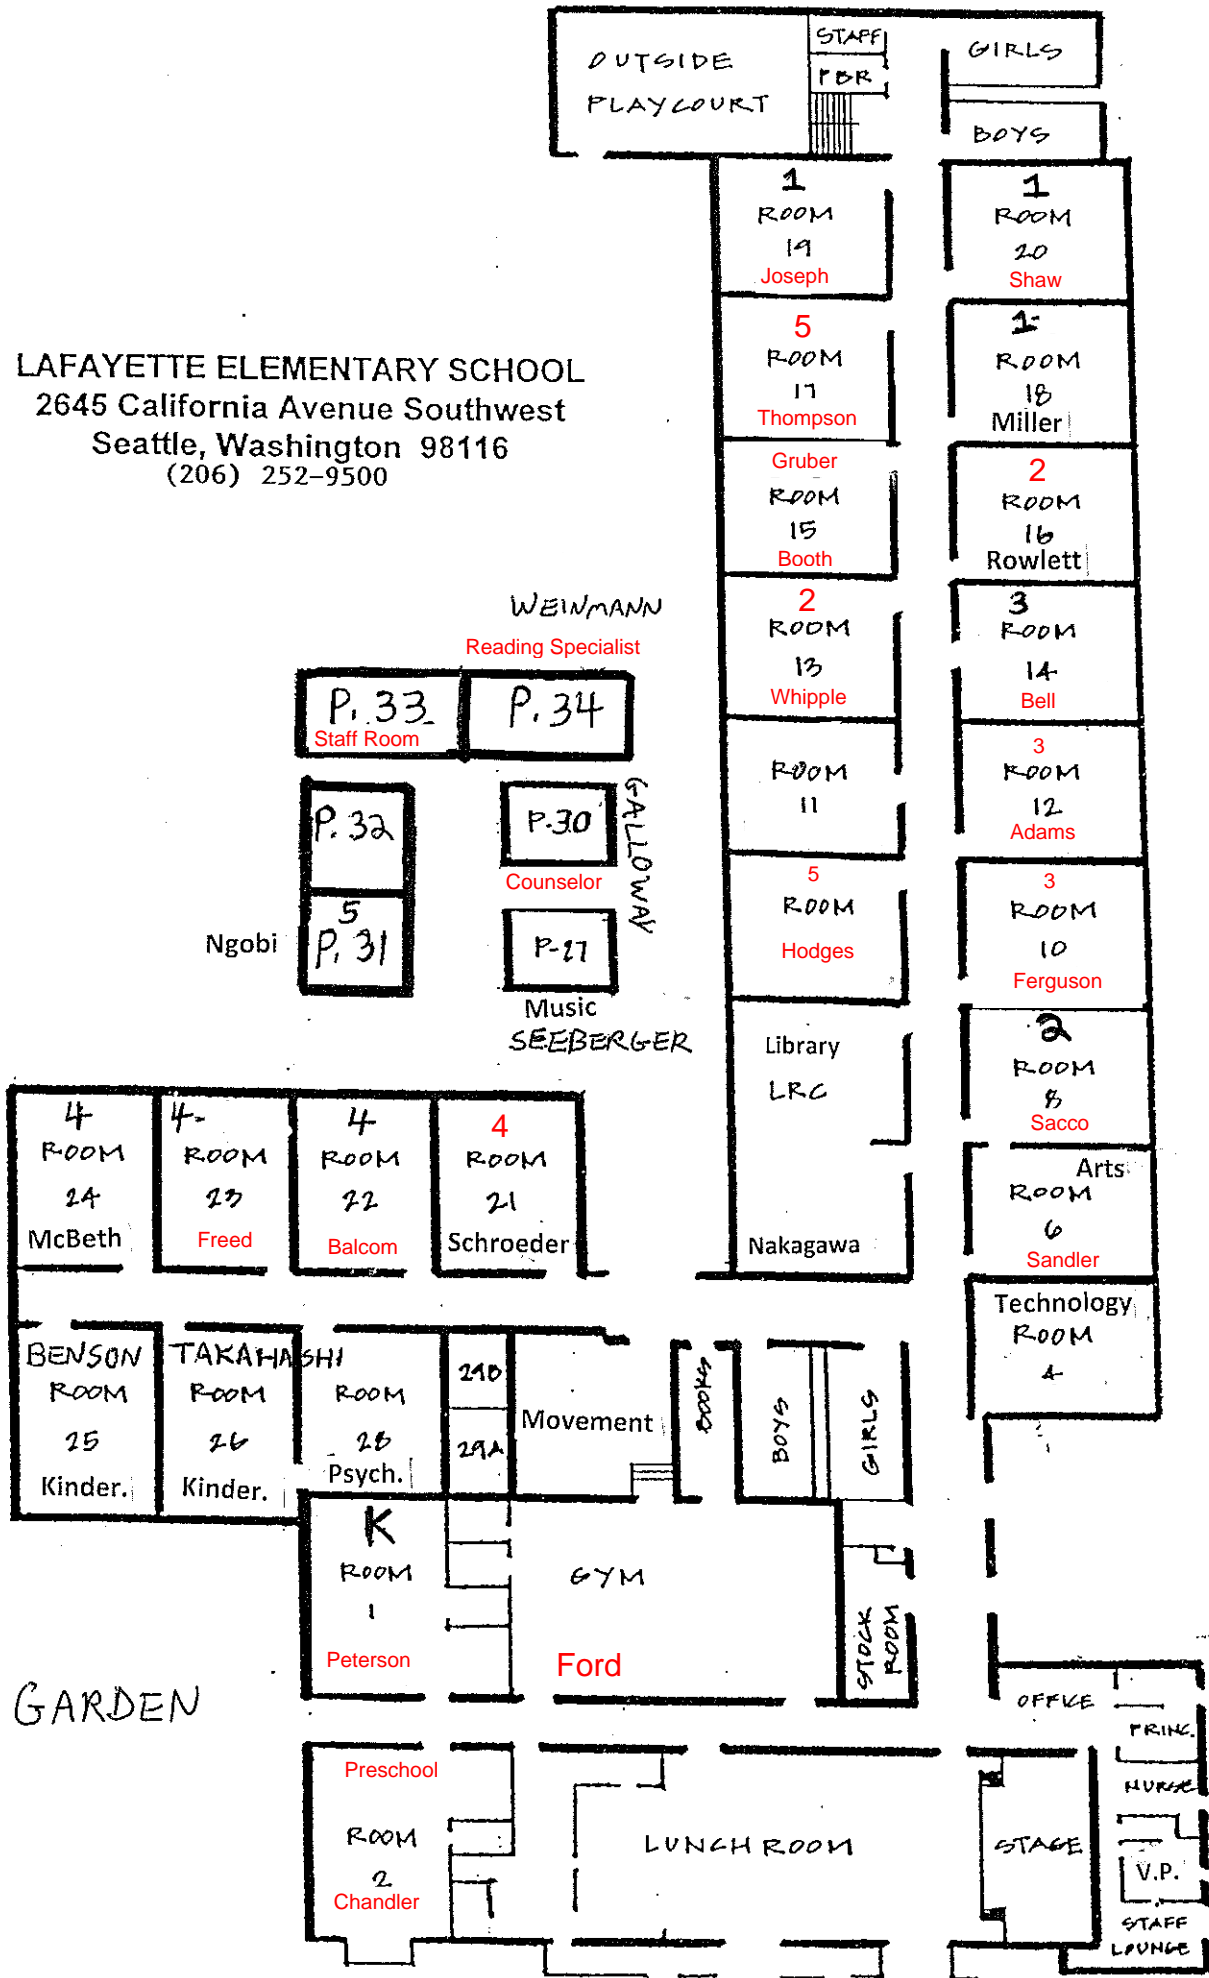 OUTSIDE
PLAYCOURT
STAFF
PBR
GIRLS
BOYS
1
ROOM
19
Joseph
1
ROOM
20
Shaw
LAFAYETTE ELEMENTARY SCHOOL
2645 California Avenue Southwest
Seattle, Washington 98116
(206) 252-9500
5
ROOM
17
Thompson
1
ROOM
18
Miller
Gruber
ROOM
15
Booth
2
ROOM
16
Rowlett
2
ROOM
13
Whipple
3
ROOM
14
Bell
WEINMANN
Reading Specialist
P. 33
Staff Room
P. 34
ROOM
11
3
ROOM
12
Adams
P. 32
P-30
Counselor
GALLOWAY
5
P. 31
Ngobi
P-27
Music
SEEBERGER
5
ROOM
Hodges
3
ROOM
10
Ferguson
Library
LRC
Nakagawa
2
ROOM
8
Sacco
Arts
ROOM
6
Sandler
4
ROOM
24
McBeth
4
ROOM
23
Freed
4
ROOM
22
Balcom
4
ROOM
21
Schroeder
Technology
ROOM
4
BENSON
ROOM
25
Kinder.
TAKAHASHI
ROOM
26
Kinder.
ROOM
28
Psych.
29B
29A
Movement
BOOKS
BOYS
GIRLS
K
ROOM
1
Peterson
GYM
Ford
STOCK
ROOM
GARDEN
OFFICE
PRINC.
NURSE
V.P.
STAFF
LOUNGE
Preschool
ROOM
2
Chandler
LUNCH ROOM
STAGE